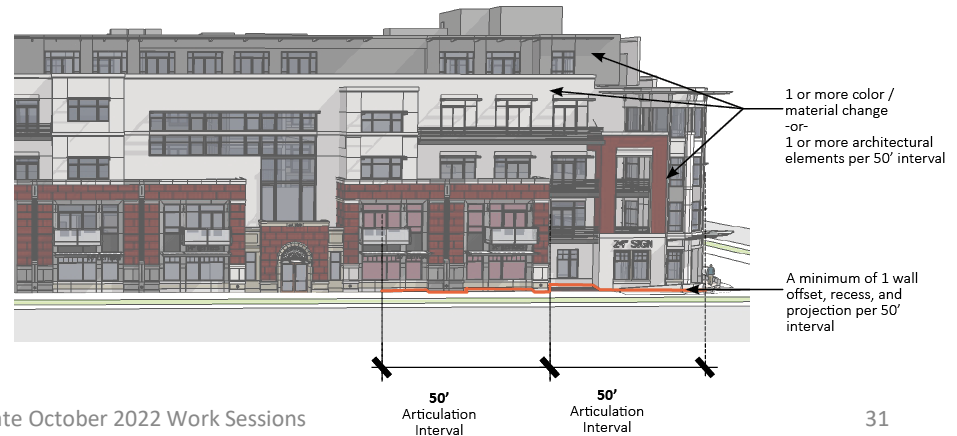 1 or more color /
material change
-or-
1 or more architectural
elements per 50' interval
24" SIGN
A minimum of 1 wall
offset, recess, and
projection per 50'
interval
50'
Articulation
Interval
50'
Articulation
Interval
October 2022 Work Sessions
31